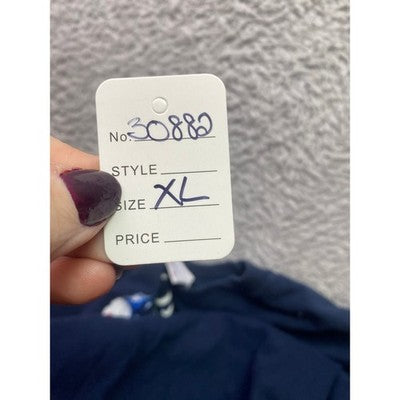 No. 30882
STYLE
SIZE XL
PRICE